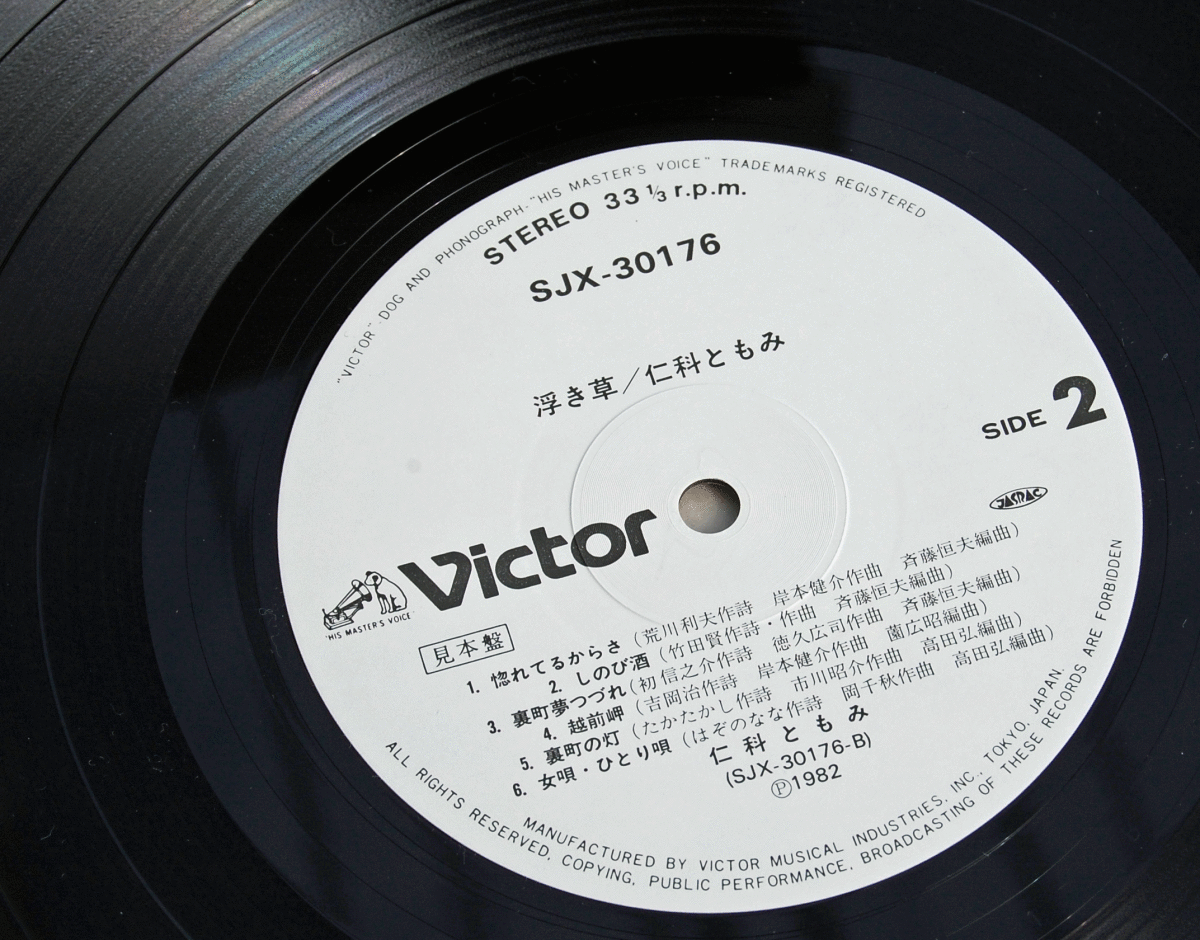 "VICTOR"·DOG AND PHONOGRAPH·"HIS MASTER'S VOICE" TRADEMARKS REGISTERED
STEREO 33⅓ r.p.m.
SJX-30176
浮き草/仁科ともみ
SIDE 2
JASRAC
Victor
"HIS MASTER'S VOICE"
見本盤
1. 惚れてるからさ (荒川利夫作詩 岸本健介作曲 斉藤恒夫編曲)
2. しのび酒 (竹田賢作詩・作曲 斉藤恒夫編曲)
3. 裏町夢つづれ (初信之介作詩 徳久広司作曲 斉藤恒夫編曲)
4. 越前岬 (吉岡治作詩 岸本健介作曲 薗広昭編曲)
5. 裏町の灯 (たかたかし作詩 市川昭介作曲 高田弘編曲)
6. 女唄・ひとり唄 (はぞのなな作詩 岡千秋作曲 高田弘編曲)
仁科ともみ
(SJX-30176-B)
Ⓟ1982
MANUFACTURED BY VICTOR MUSICAL INDUSTRIES, INC., TOKYO, JAPAN.
ALL RIGHTS RESERVED, COPYING, PUBLIC PERFORMANCE, BROADCASTING OF THESE RECORDS ARE FORBIDDEN